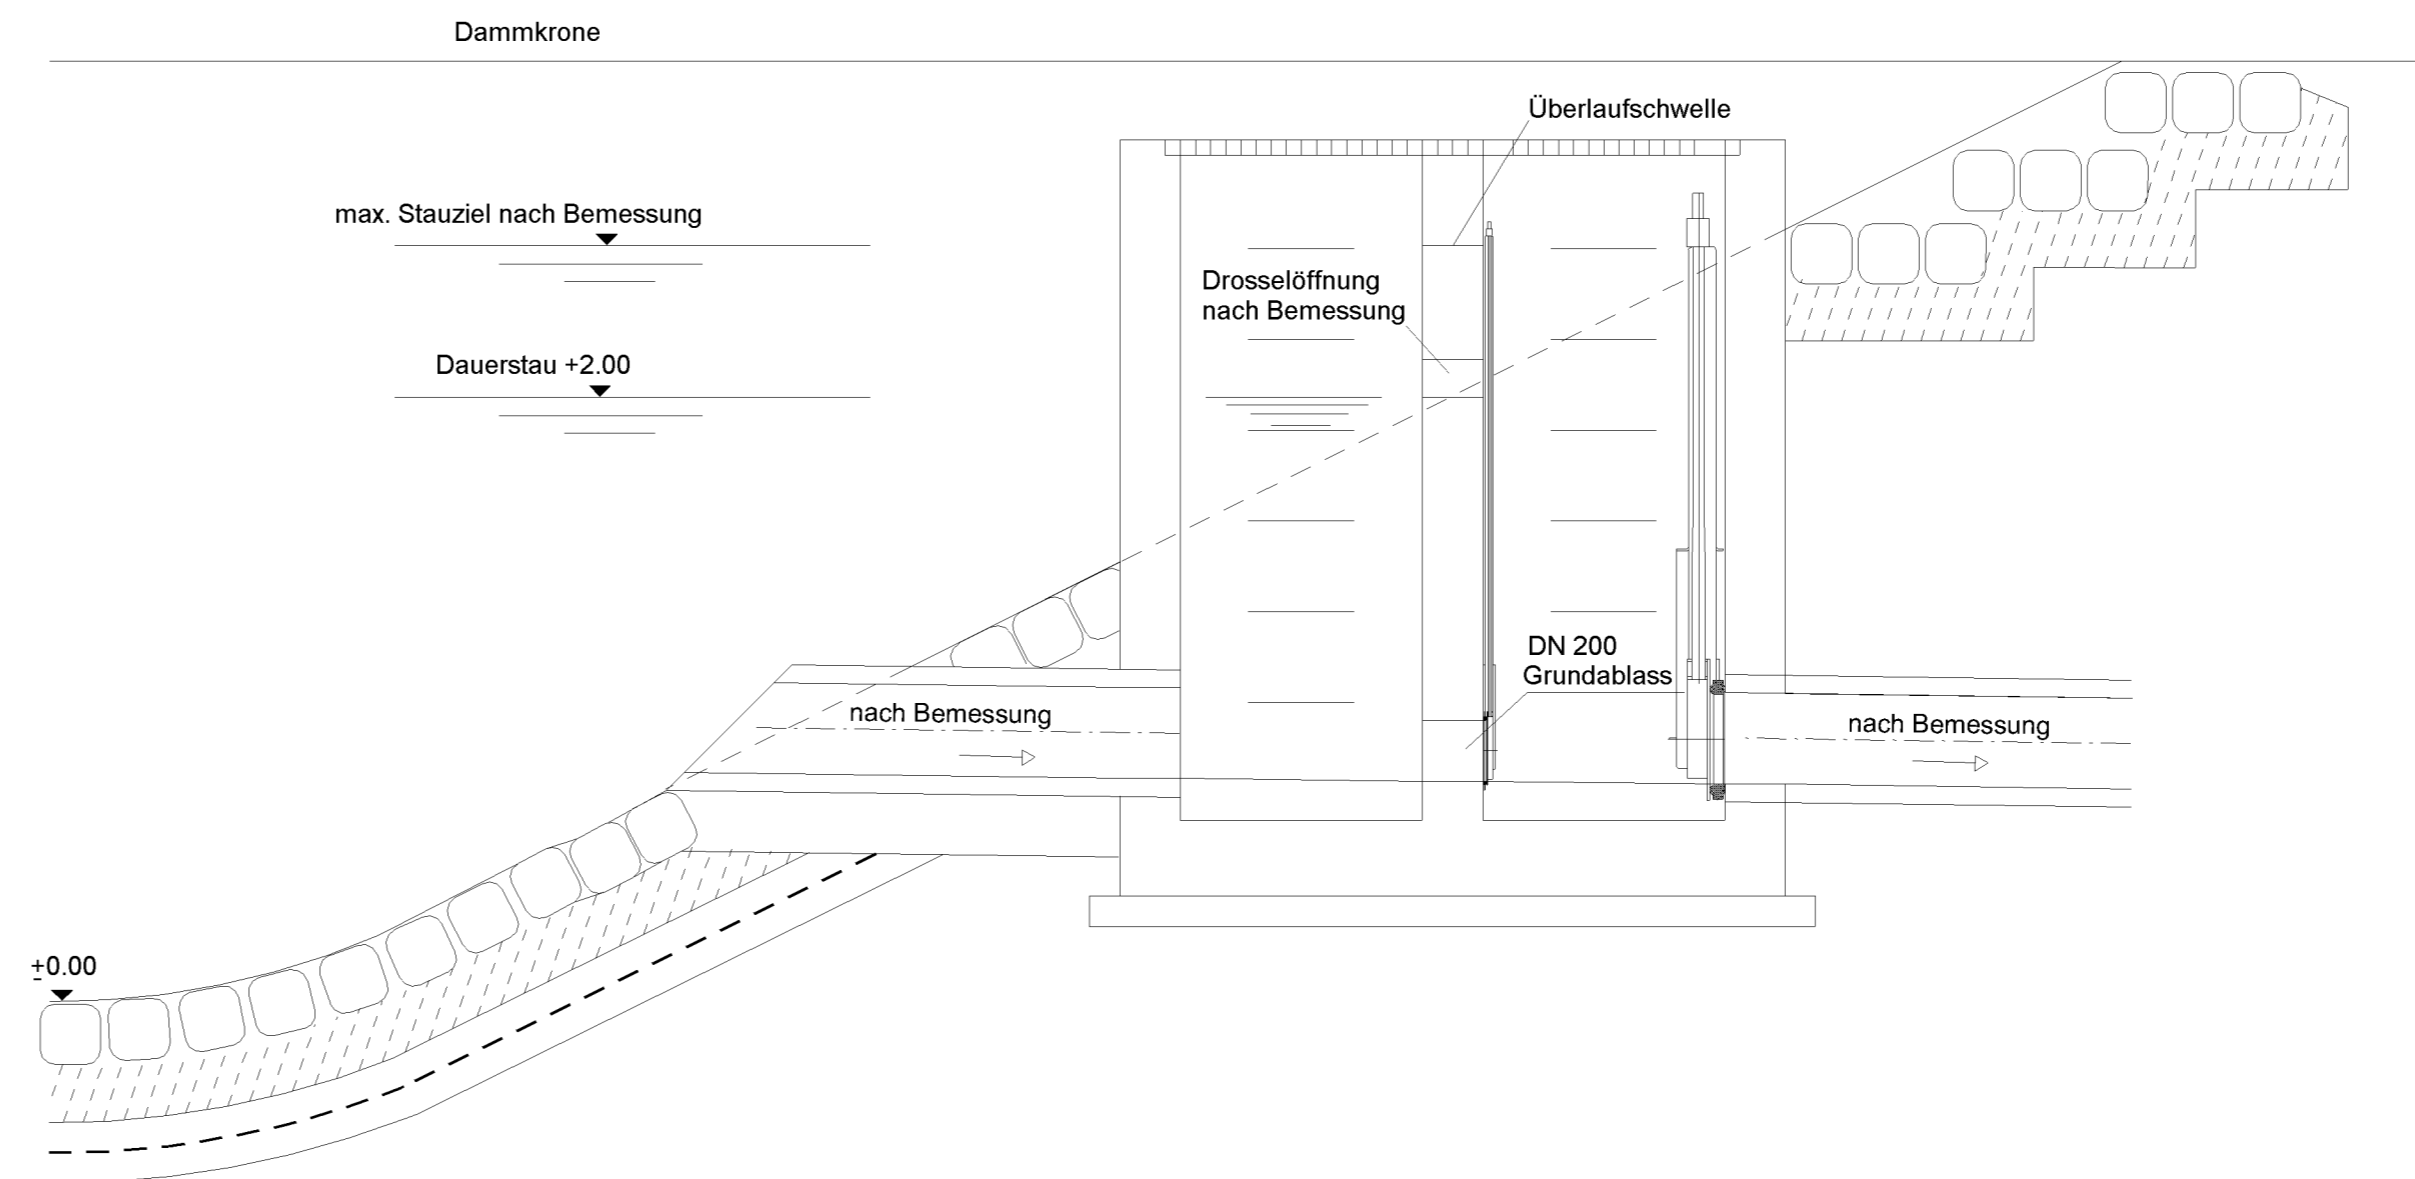 Dammkrone
Überlaufschwelle
max. Stauziel nach Bemessung
Drosselöffnung
nach Bemessung
Dauerstau +2.00
DN 200
Grundablass
nach Bemessung
nach Bemessung
±0.00